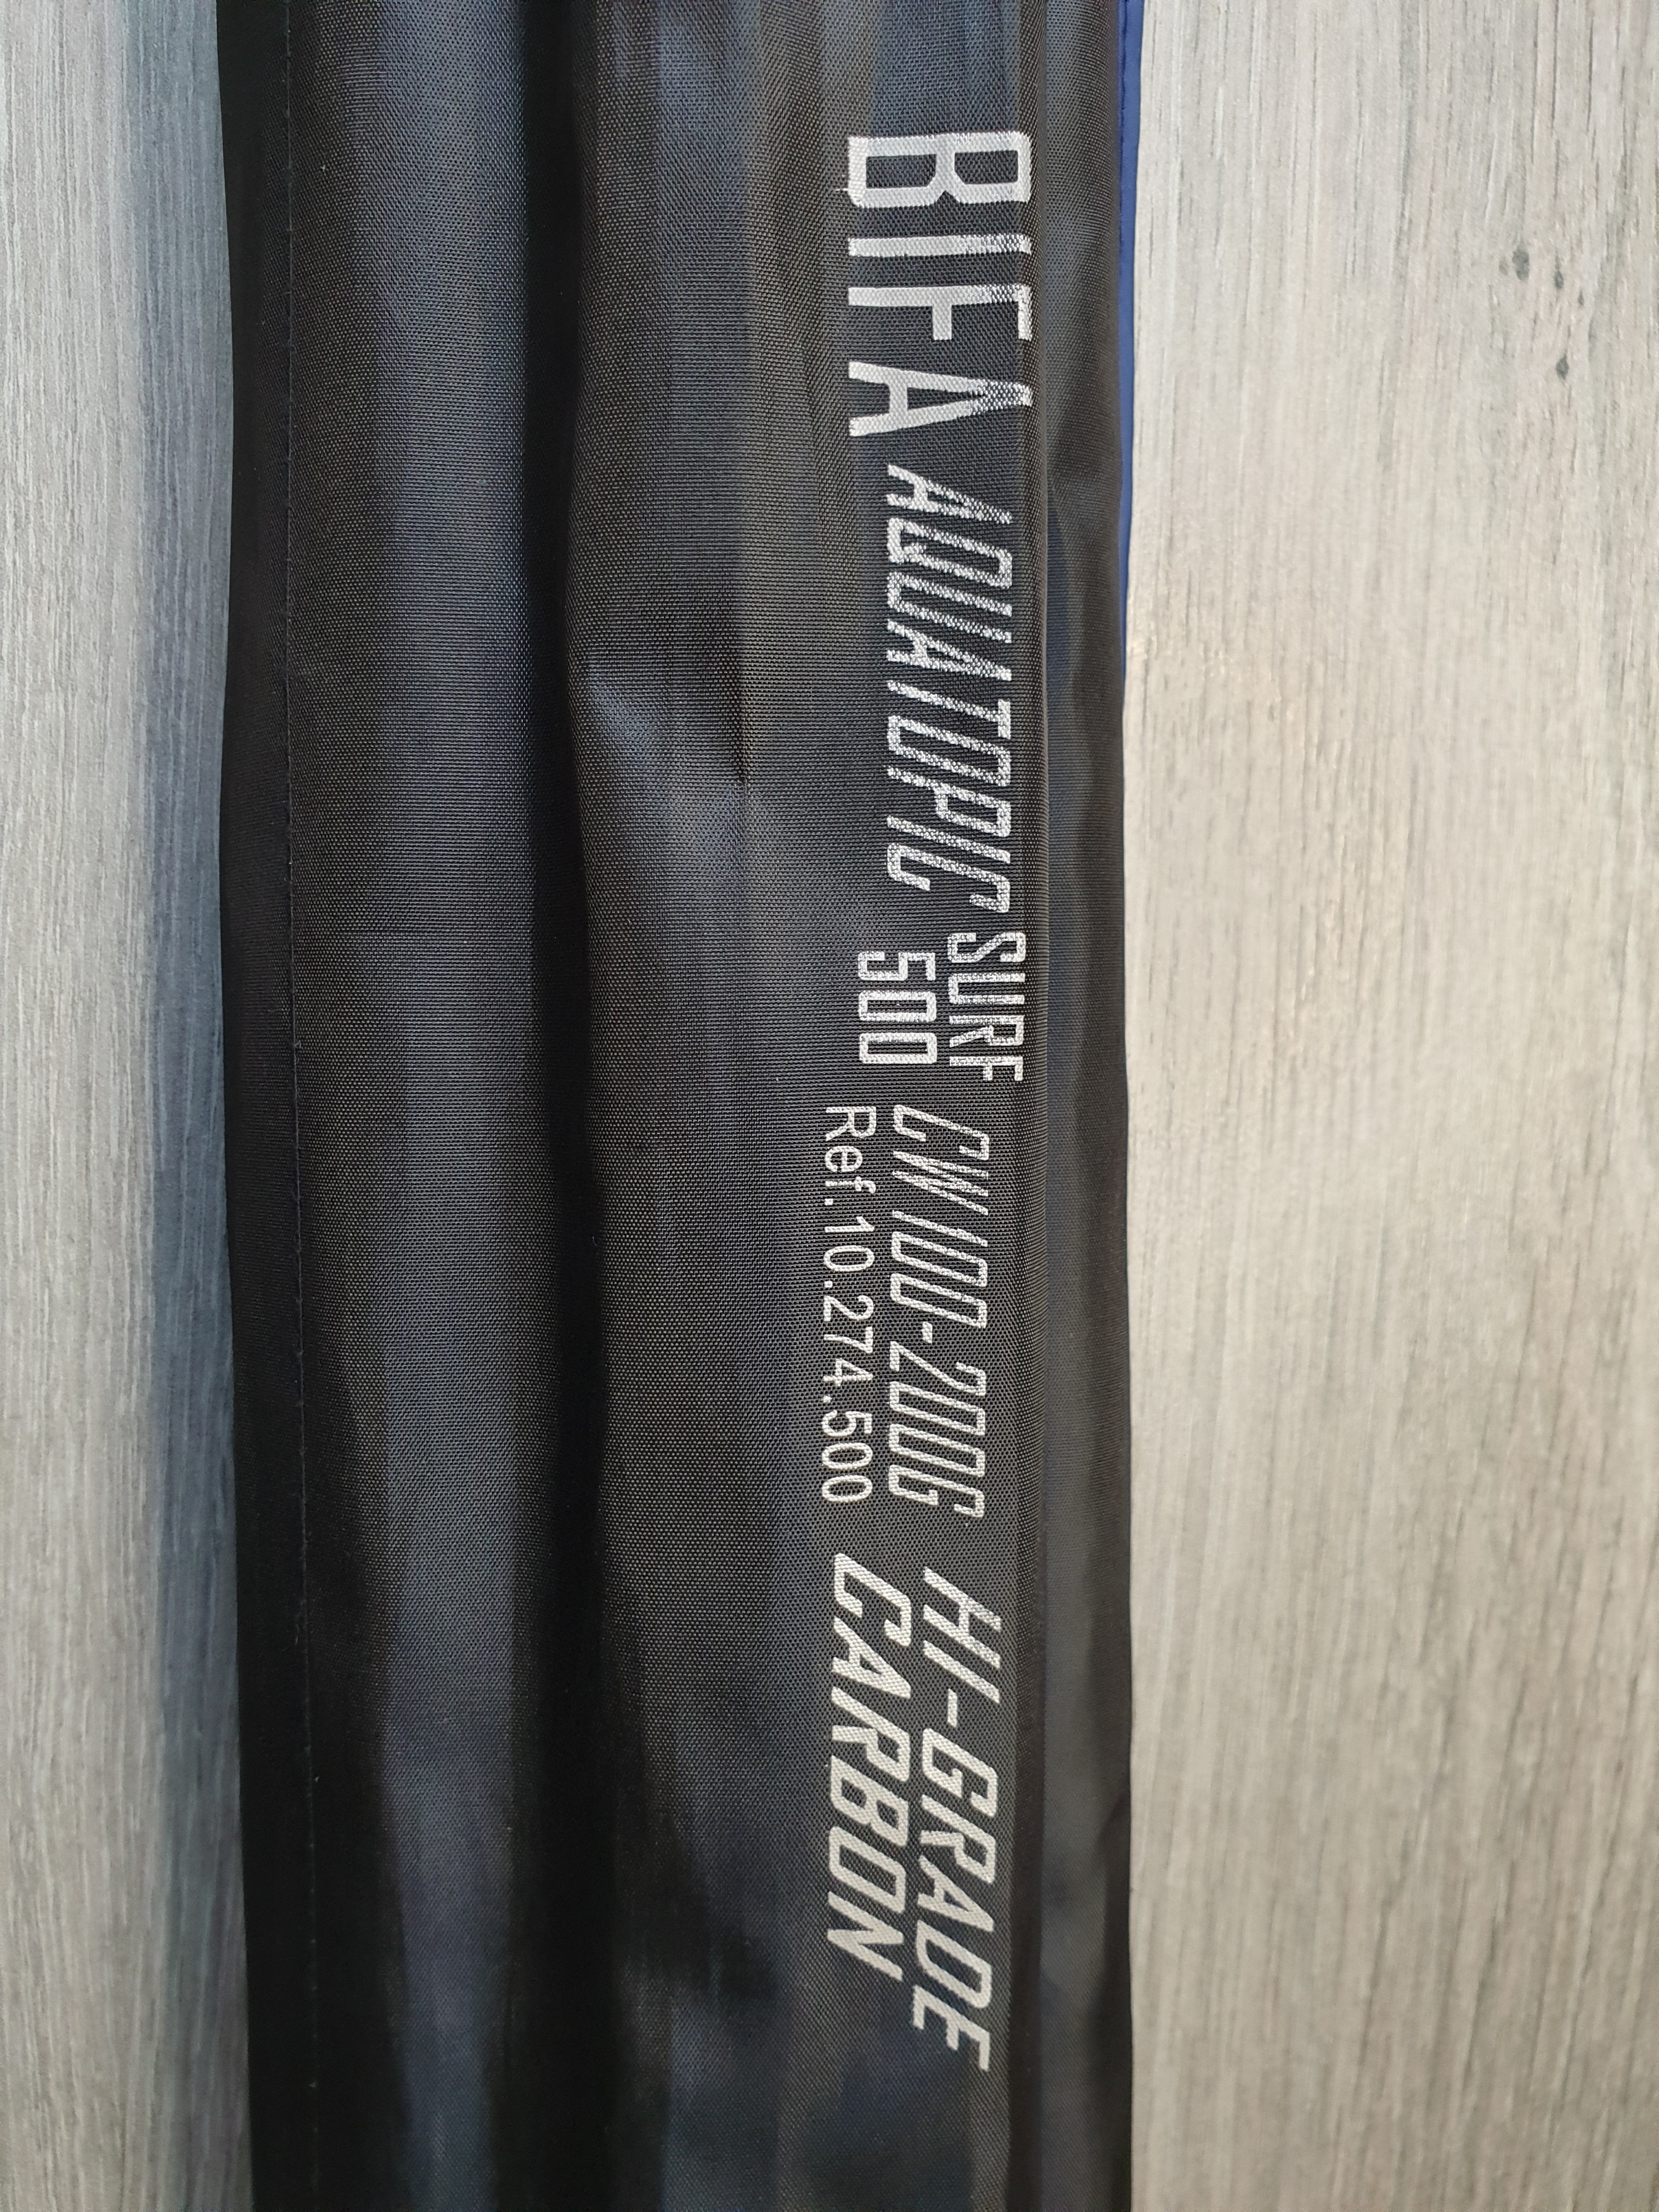 BIFA AQUATOPIC SURF 500
CW 100-200G
Ref.10.274.500
HI-GRADE
CARBON